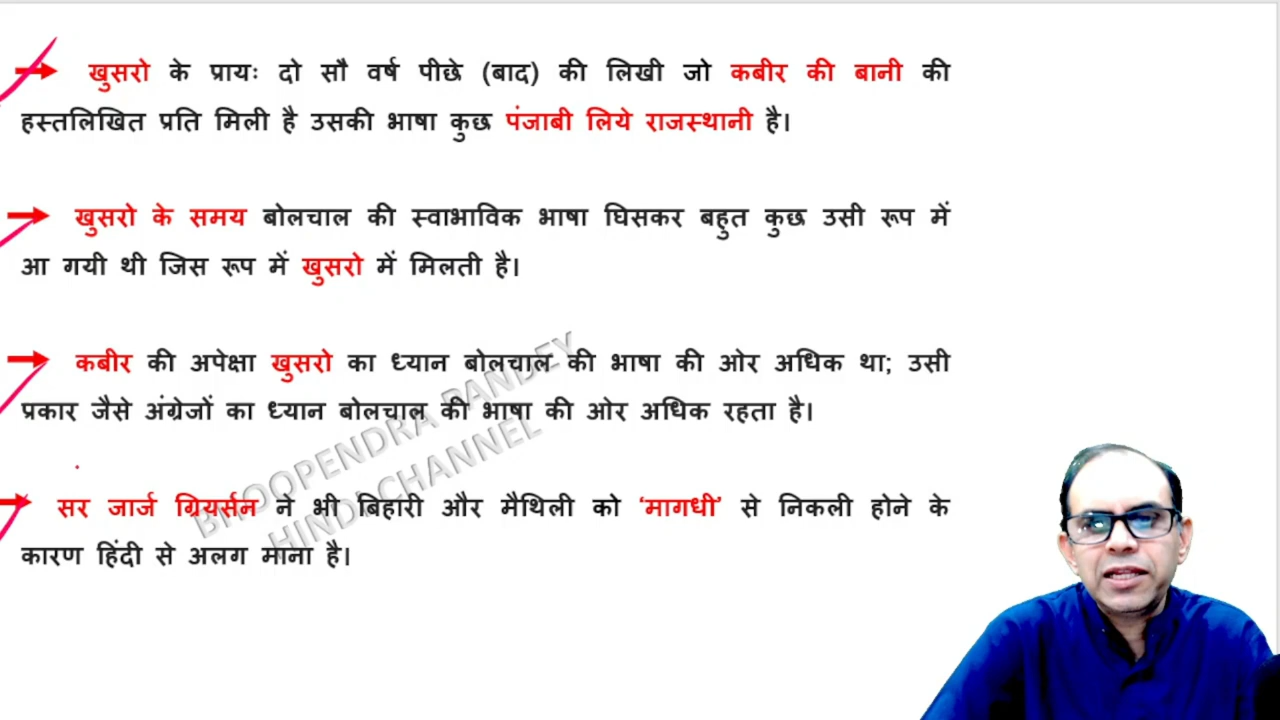 खुसरो के प्रायः दो सौ वर्ष पीछे (बाद) की लिखी जो कबीर की बानी की
हस्तलिखित प्रति मिली है उसकी भाषा कुछ पंजाबी लिये राजस्थानी है।
खुसरो के समय बोलचाल की स्वाभाविक भाषा घिसकर बहुत कुछ उसी रूप में
आ गयी थी जिस रूप में खुसरो में मिलती है।
कबीर की अपेक्षा खुसरो का ध्यान बोलचाल की भाषा की ओर अधिक था; उसी
प्रकार जैसे अंग्रेजों का ध्यान बोलचाल की भाषा की ओर अधिक रहता है।
सर जार्ज ग्रियर्सन ने भी बिहारी और मैथिली को ‘मागधी’ से निकली होने के
कारण हिंदी से अलग माना है।
BHOOPENDRA PANDEY
HINDI CHANNEL